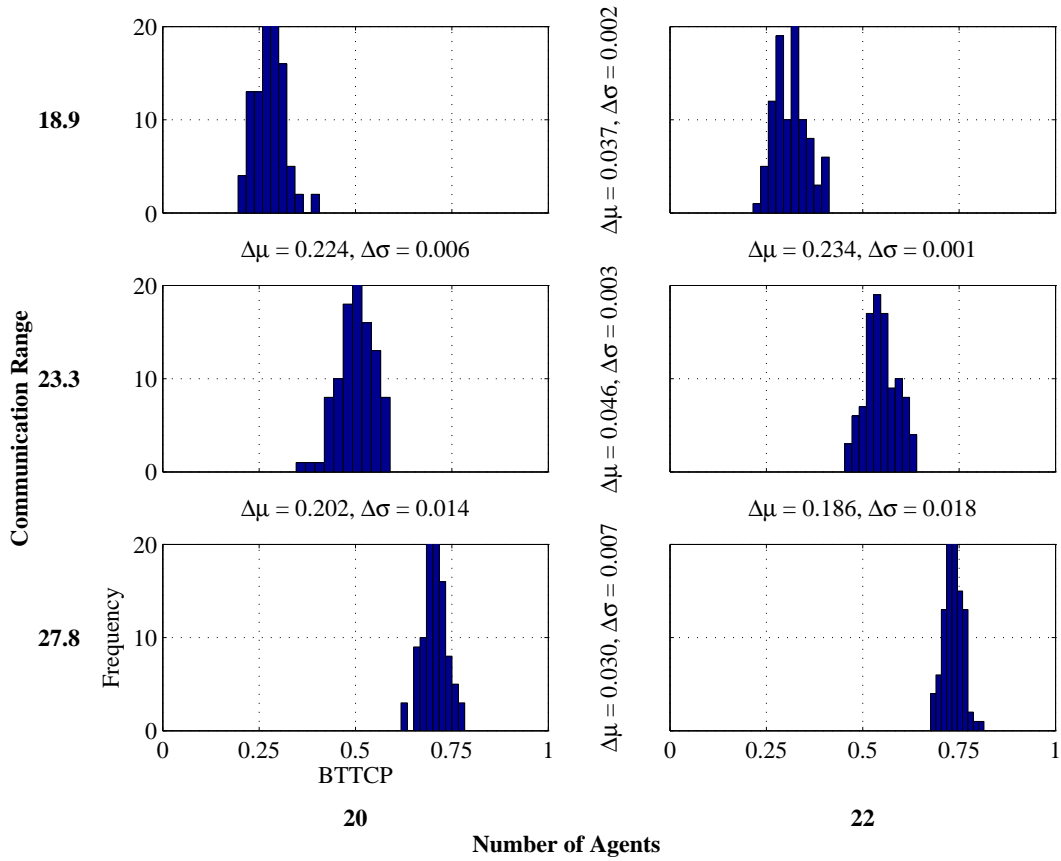 20
10
0
18.9
Δμ = 0.037, Δσ = 0.002
Δμ = 0.224, Δσ = 0.006
Δμ = 0.234, Δσ = 0.001
Communication Range
20
10
0
23.3
Δμ = 0.046, Δσ = 0.003
Δμ = 0.202, Δσ = 0.014
Δμ = 0.186, Δσ = 0.018
20
10
0
27.8
Frequency
Δμ = 0.030, Δσ = 0.007
0 0.25 0.5 0.75 1
0 0.25 0.5 0.75 1
BTTCP
20
22
Number of Agents